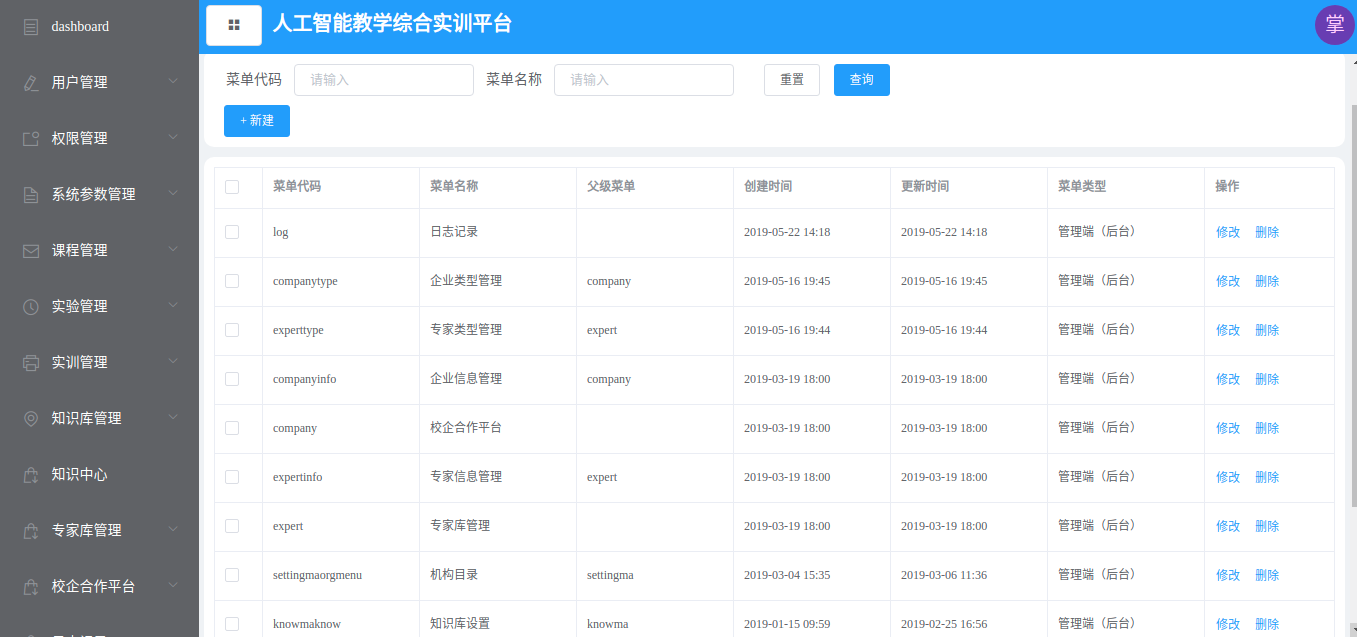 dashboard
用户管理
权限管理
系统参数管理
课程管理
实验管理
实训管理
知识库管理
知识中心
专家库管理
校企合作平台
人工智能教学综合实训平台
掌
菜单代码 请输入 菜单名称 请输入 重置 查询
+ 新建
菜单代码 菜单名称 父级菜单 创建时间 更新时间 菜单类型 操作
log 日志记录 2019-05-22 14:18 2019-05-22 14:18 管理端（后台） 修改 删除
companytype 企业类型管理 company 2019-05-16 19:45 2019-05-16 19:45 管理端（后台） 修改 删除
experttype 专家类型管理 expert 2019-05-16 19:44 2019-05-16 19:44 管理端（后台） 修改 删除
companyinfo 企业信息管理 company 2019-03-19 18:00 2019-03-19 18:00 管理端（后台） 修改 删除
company 校企合作平台 2019-03-19 18:00 2019-03-19 18:00 管理端（后台） 修改 删除
expertinfo 专家信息管理 expert 2019-03-19 18:00 2019-03-19 18:00 管理端（后台） 修改 删除
expert 专家库管理 2019-03-19 18:00 2019-03-19 18:00 管理端（后台） 修改 删除
settingmaorgmenu 机构目录 settingma 2019-03-04 15:35 2019-03-06 11:36 管理端（后台） 修改 删除
knowmaknow 知识库设置 knowma 2019-01-15 09:59 2019-02-25 16:56 管理端（后台） 修改 删除